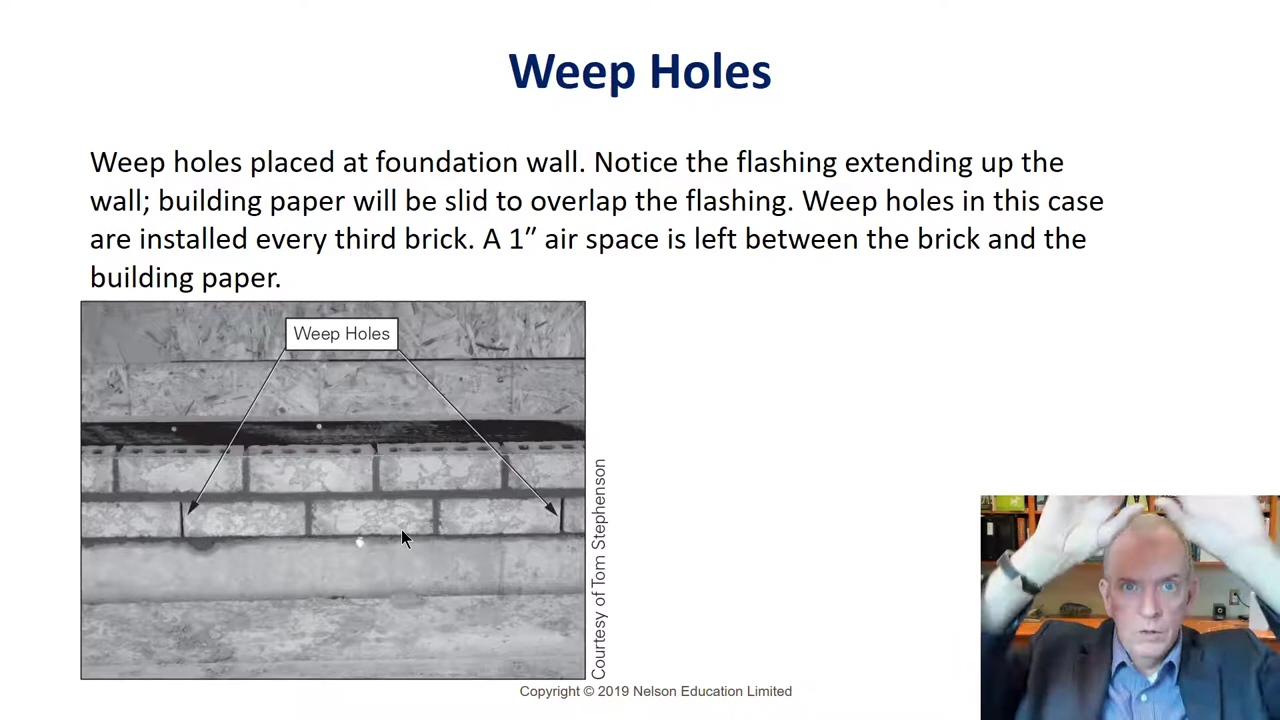 Weep Holes
Weep holes placed at foundation wall. Notice the flashing extending up the
wall; building paper will be slid to overlap the flashing. Weep holes in this case
are installed every third brick. A 1″ air space is left between the brick and the
building paper.
Weep Holes
Courtesy of Tom Stephenson
Copyright © 2019 Nelson Education Limited